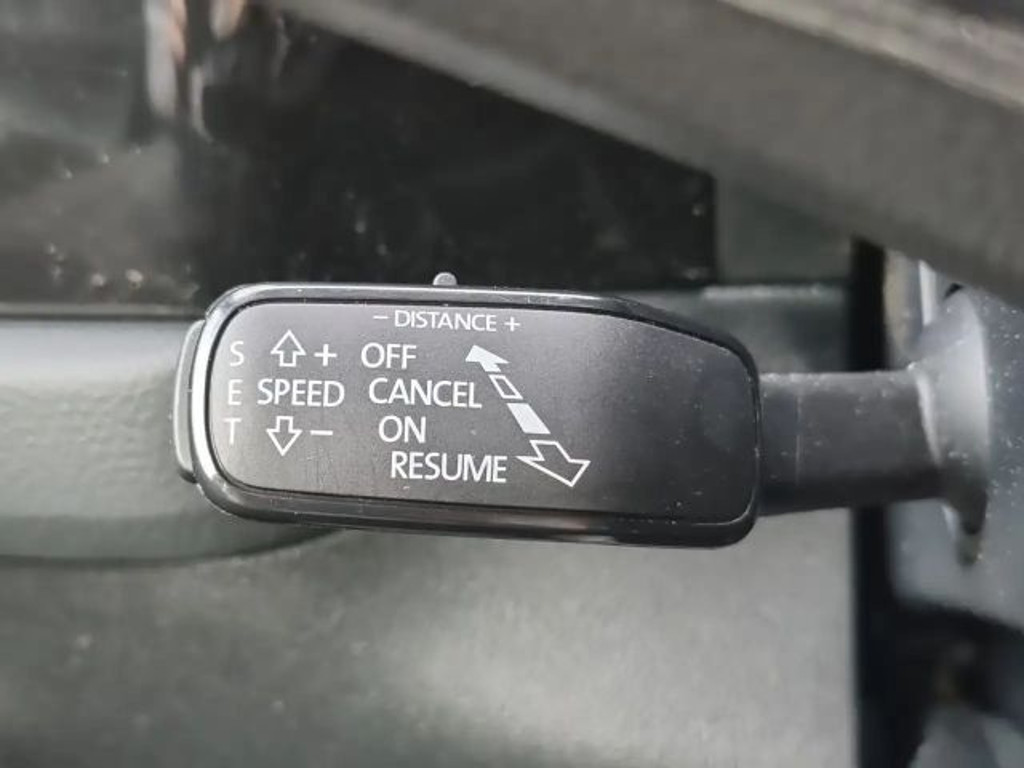 − DISTANCE +
S + OFF
E SPEED CANCEL
T − ON
RESUME